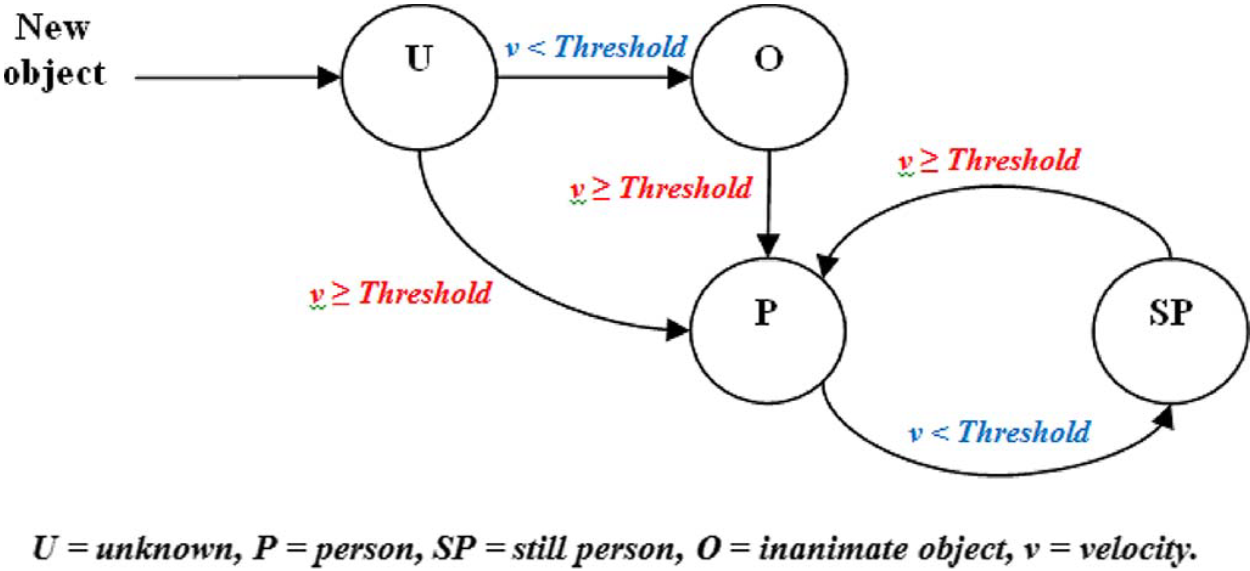 New
object
U
v < Threshold
O
v ≥ Threshold
v ≥ Threshold
v ≥ Threshold
P
SP
v < Threshold
U = unknown, P = person, SP = still person, O = inanimate object, v = velocity.